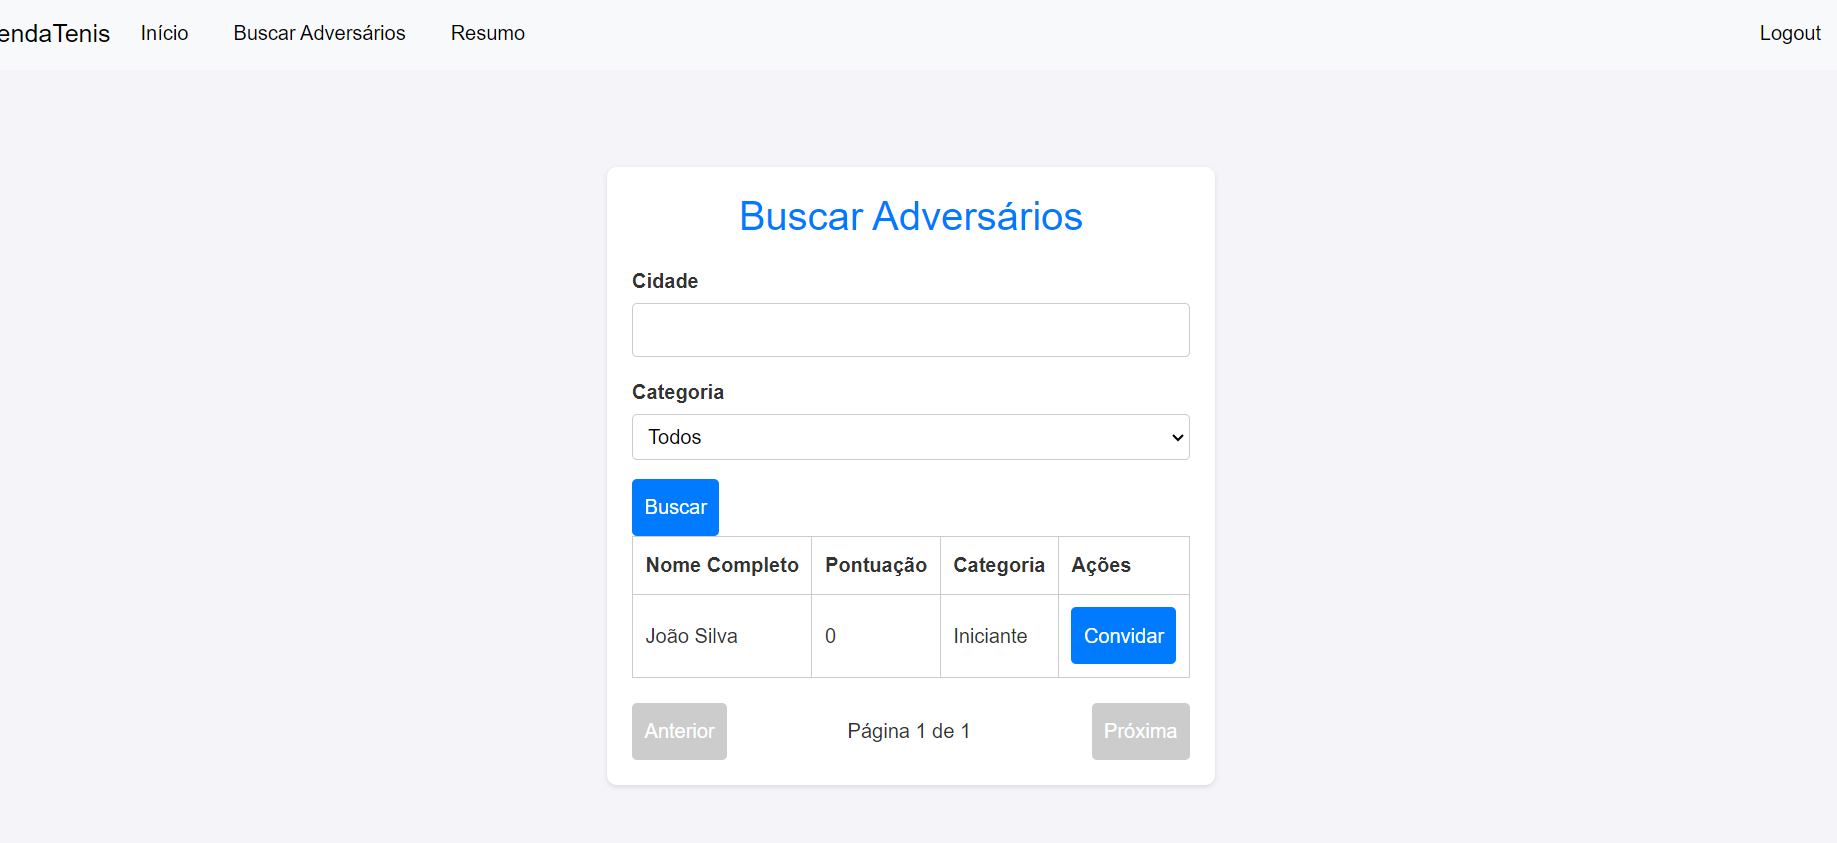 endaTenis Início Buscar Adversários Resumo Logout
Buscar Adversários
Cidade
Categoria
Todos
Buscar
Nome Completo Pontuação Categoria Ações
João Silva 0 Iniciante Convidar
Anterior Página 1 de 1 Próxima